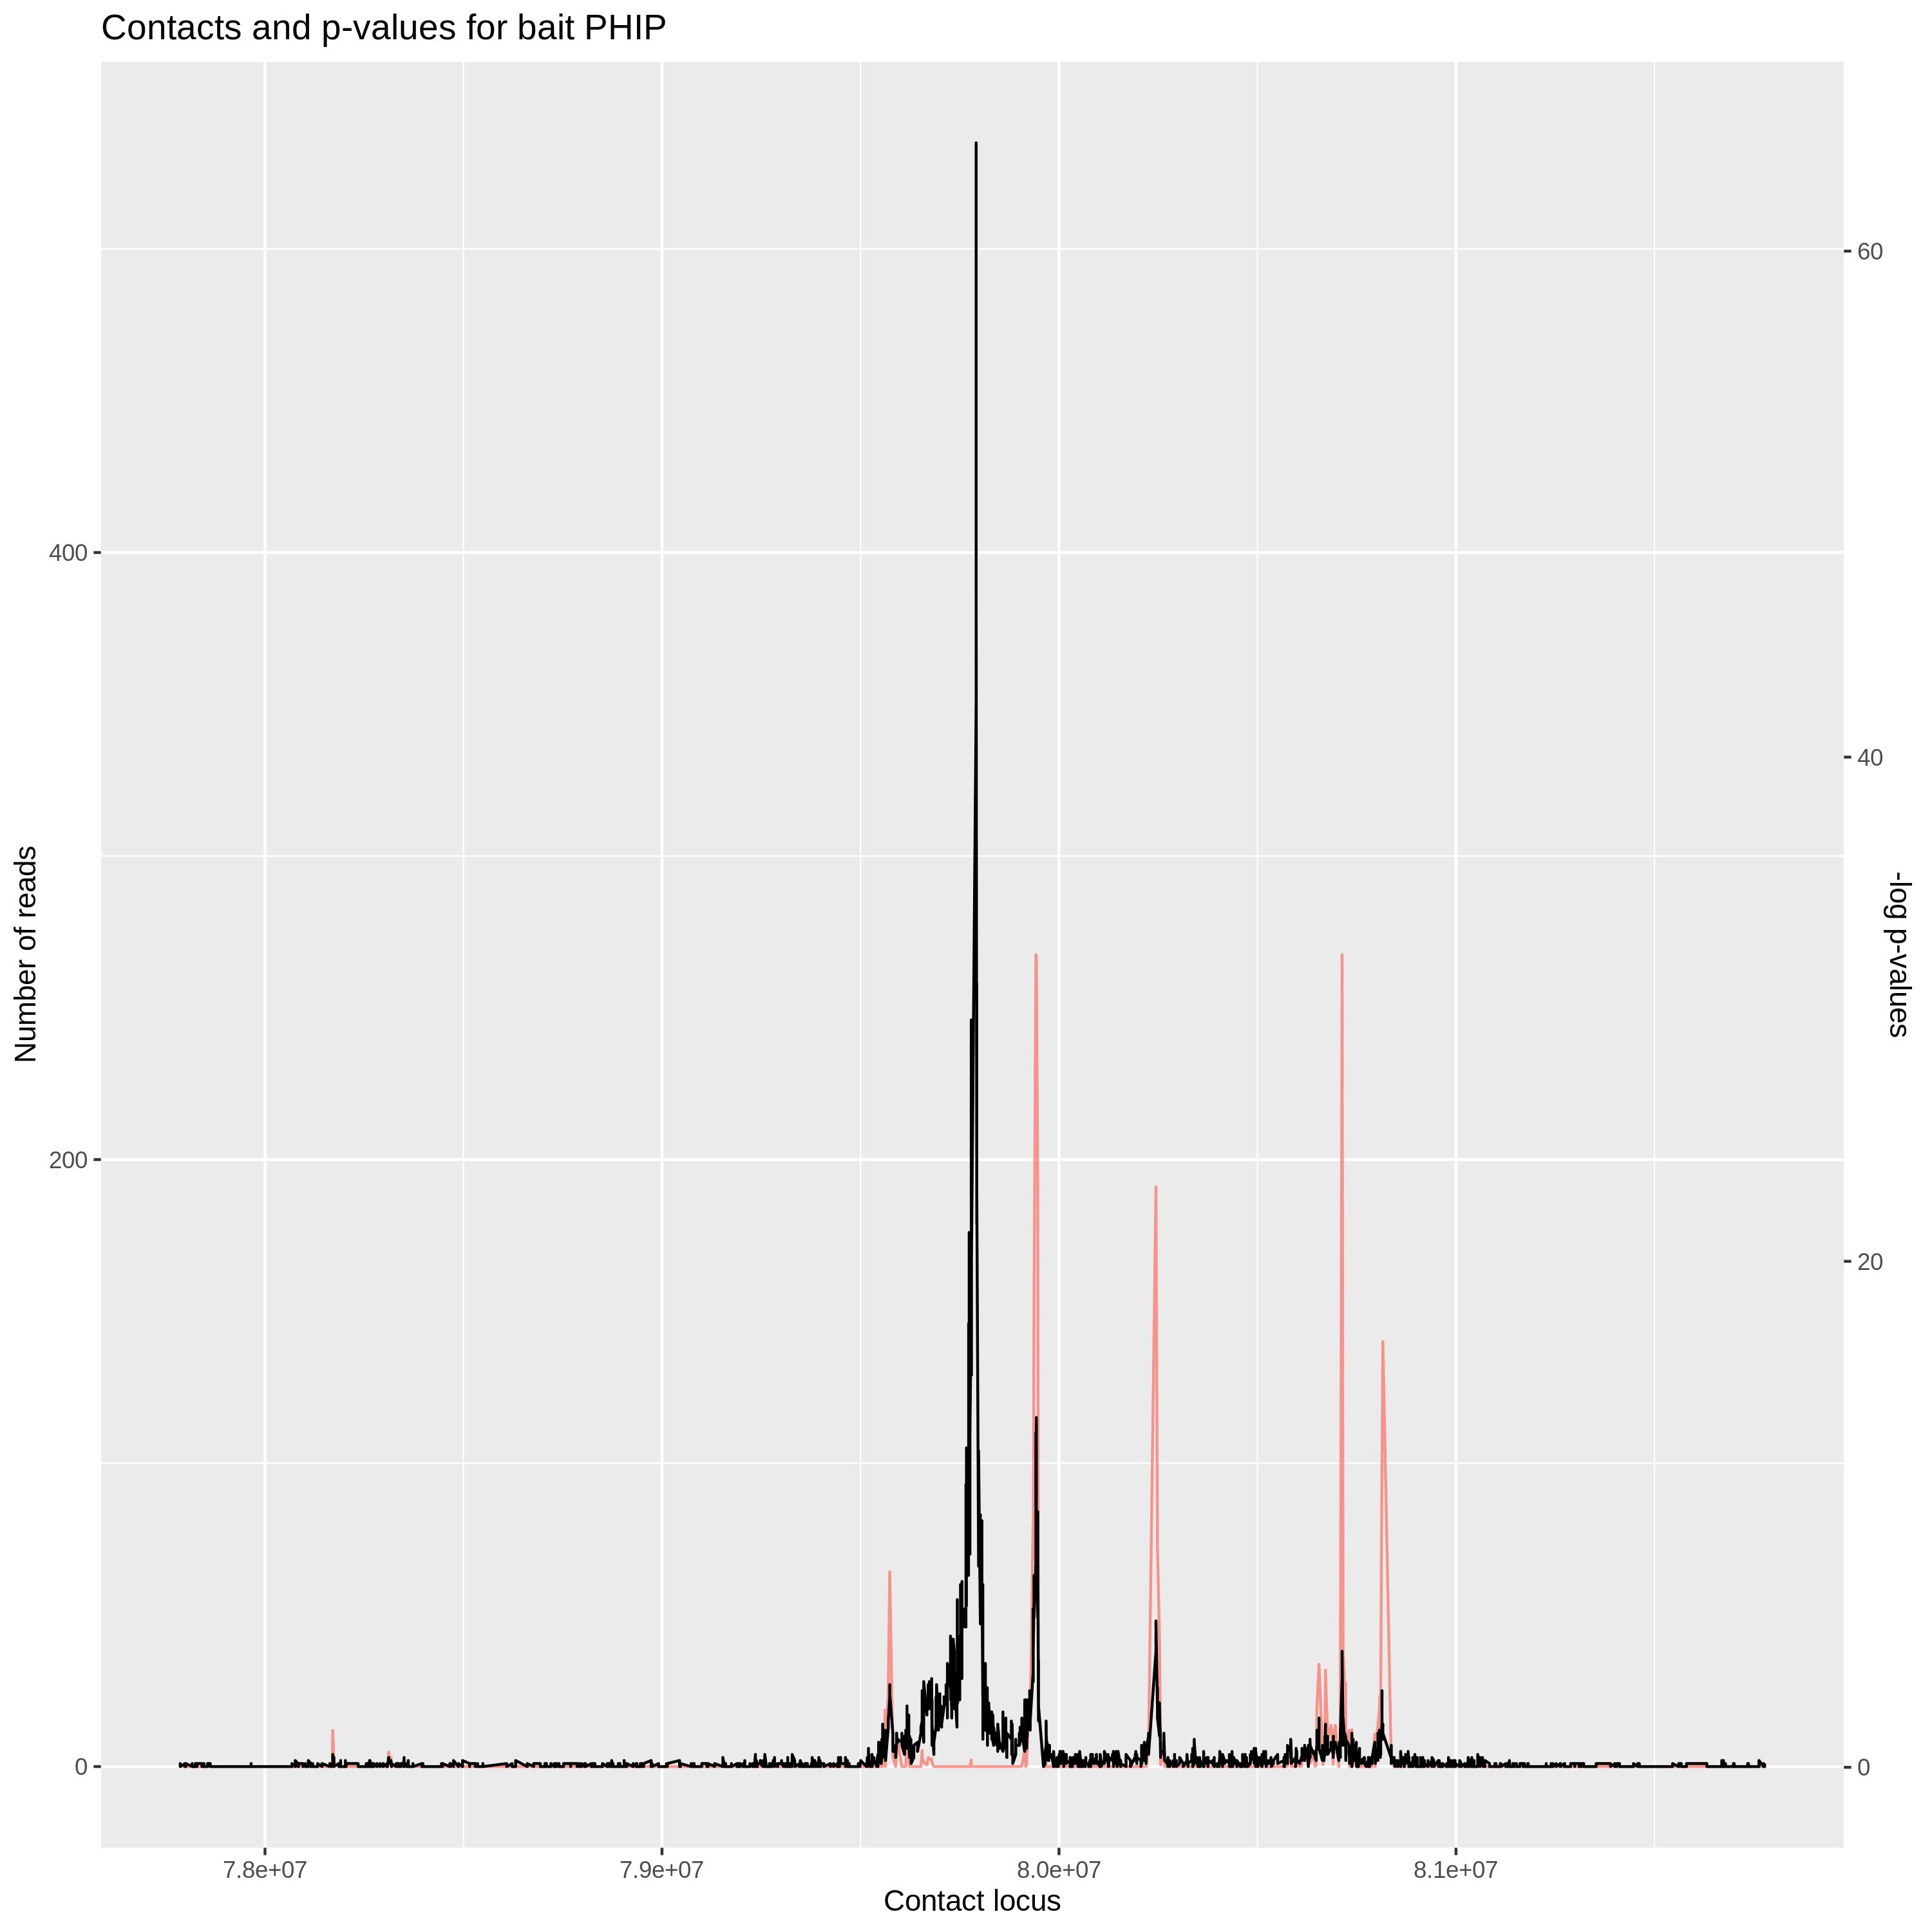 Contacts and p-values for bait PHIP
Number of reads
400
200
0
60
40
20
0
-log p-values
7.8e+07
7.9e+07
8.0e+07
8.1e+07
Contact locus